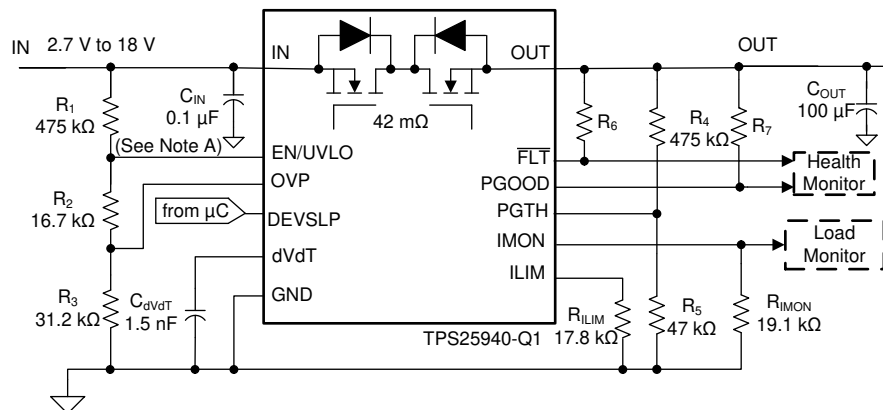 IN 2.7 V to 18 V
IN
OUT
OUT
42 mΩ
R1
475 kΩ
CIN
0.1 µF
(See Note A)
R2
16.7 kΩ
R3
31.2 kΩ
from µC
CdVdT
1.5 nF
EN/UVLO
OVP
DEVSLP
dVdT
GND
FLT
PGOOD
PGTH
IMON
ILIM
TPS25940-Q1
R6
R4
475 kΩ
R7
COUT
100 µF
Health
Monitor
Load
Monitor
RILIM
17.8 kΩ
R5
47 kΩ
RIMON
19.1 kΩ